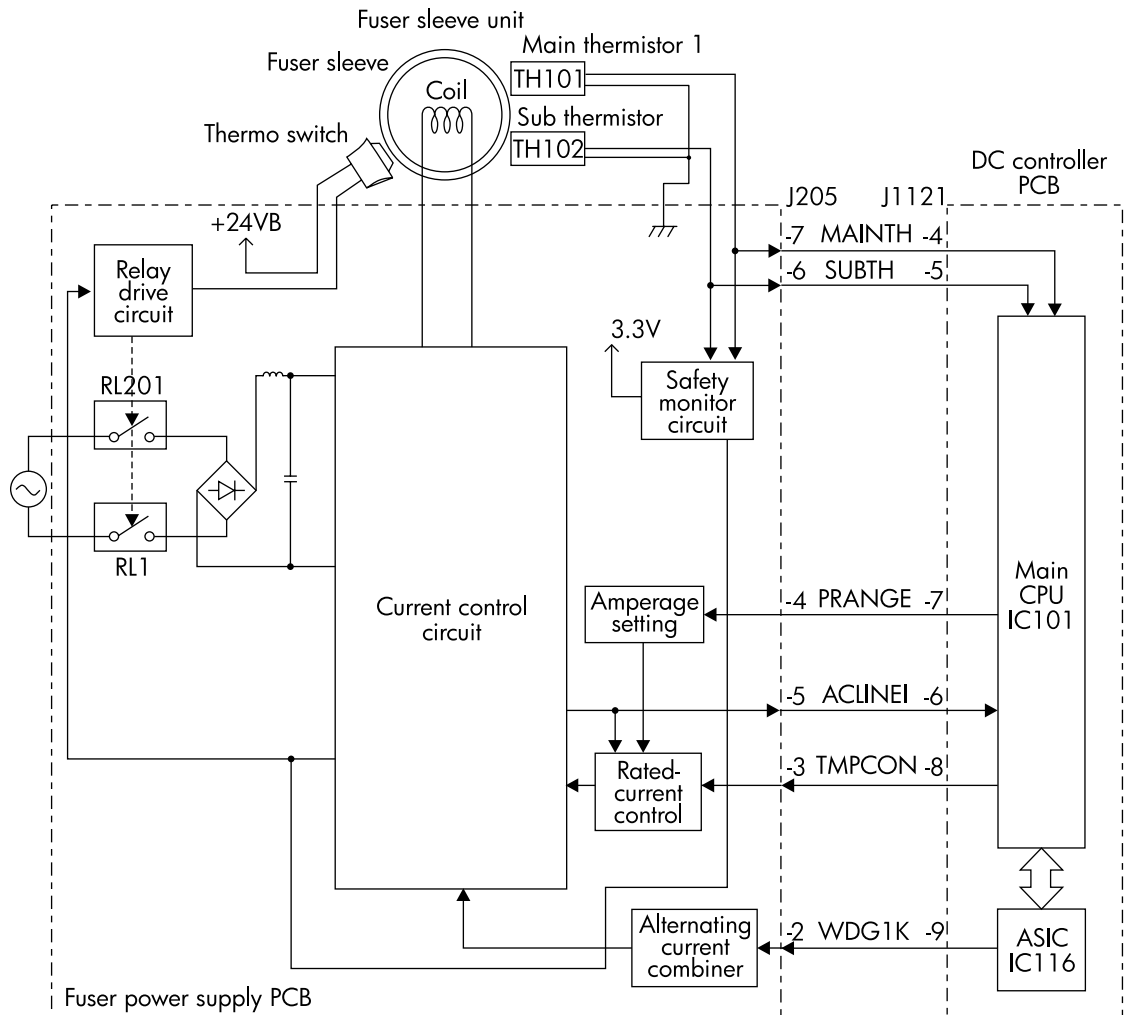 Fuser sleeve unit
Fuser sleeve
Main thermistor 1
TH101
Coil
Sub thermistor
TH102
Thermo switch
DC controller
PCB
+24VB
J205 J1121
-7 MAINTH -4
-6 SUBTH -5
Relay
drive
circuit
3.3V
RL201
Safety
monitor
circuit
RL1
Current control
circuit
Amperage
setting
-4 PRANGE -7
Main
CPU
IC101
-5 ACLINEI -6
Rated-
current
control
-3 TMPCON -8
Alternating
current
combiner
-2 WDG1K -9
ASIC
IC116
Fuser power supply PCB